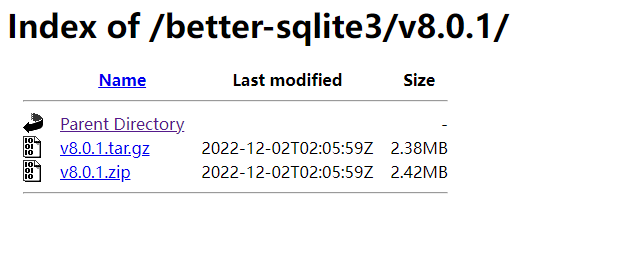 Index of /better-sqlite3/v8.0.1/
Name Last modified Size
Parent Directory -
v8.0.1.tar.gz 2022-12-02T02:05:59Z 2.38MB
v8.0.1.zip 2022-12-02T02:05:59Z 2.42MB